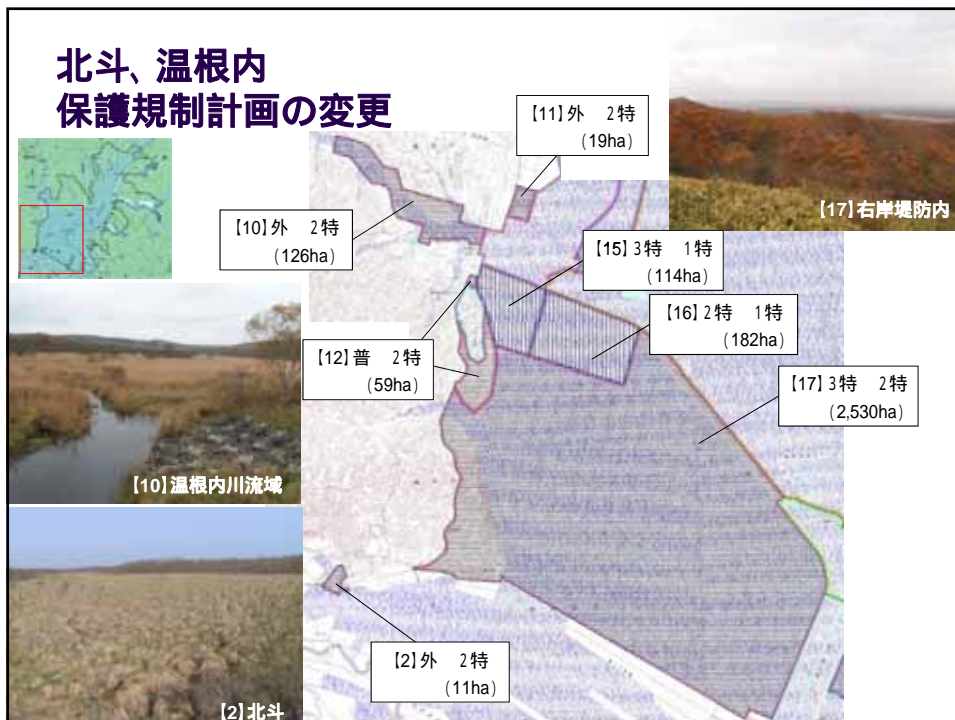 北斗、温根内
保護規制計画の変更
【11】外 2特
(19ha)
【17】右岸堤防内
【10】外 2特
(126ha)
【15】3特 1特
(114ha)
【16】2特 1特
(182ha)
【12】普 2特
(59ha)
【17】3特 2特
(2,530ha)
【10】温根内川流域
【2】外 2特
(11ha)
【2】北斗